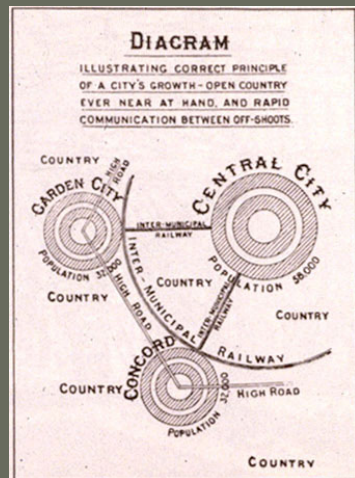 DIAGRAM
ILLUSTRATING CORRECT PRINCIPLE
OF A CITY'S GROWTH - OPEN COUNTRY
EVER NEAR AT HAND, AND RAPID
COMMUNICATION BETWEEN OFF-SHOOTS.
COUNTRY
HIGH ROAD
GARDEN CITY
POPULATION 32,000
CENTRAL CITY
POPULATION 58,000
INTER-MUNICIPAL
RAILWAY
COUNTRY
COUNTRY
HIGH ROAD
INTER-MUNICIPAL RAILWAY
INTER-MUNICIPAL
RAILWAY
COUNTRY
COUNTRY
CONCORD
POPULATION 32,000
HIGH ROAD
COUNTRY